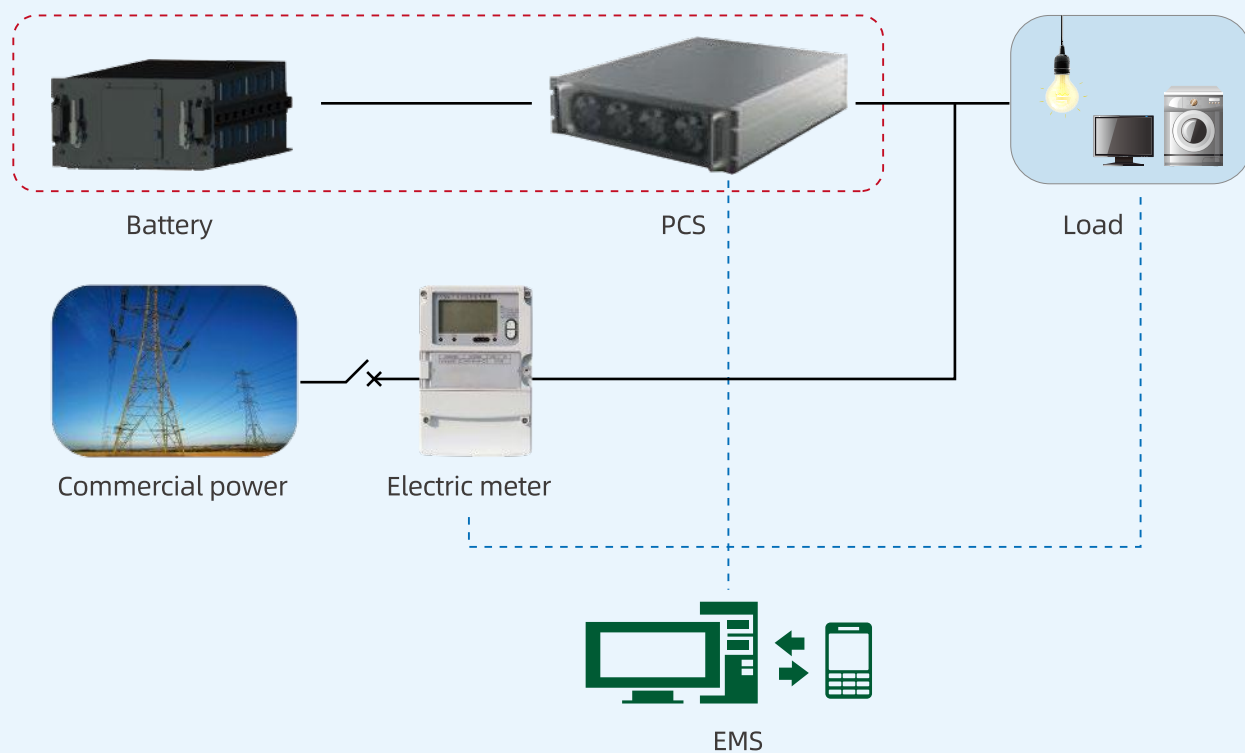 Battery
PCS
Load
Commercial power
Electric meter
EMS